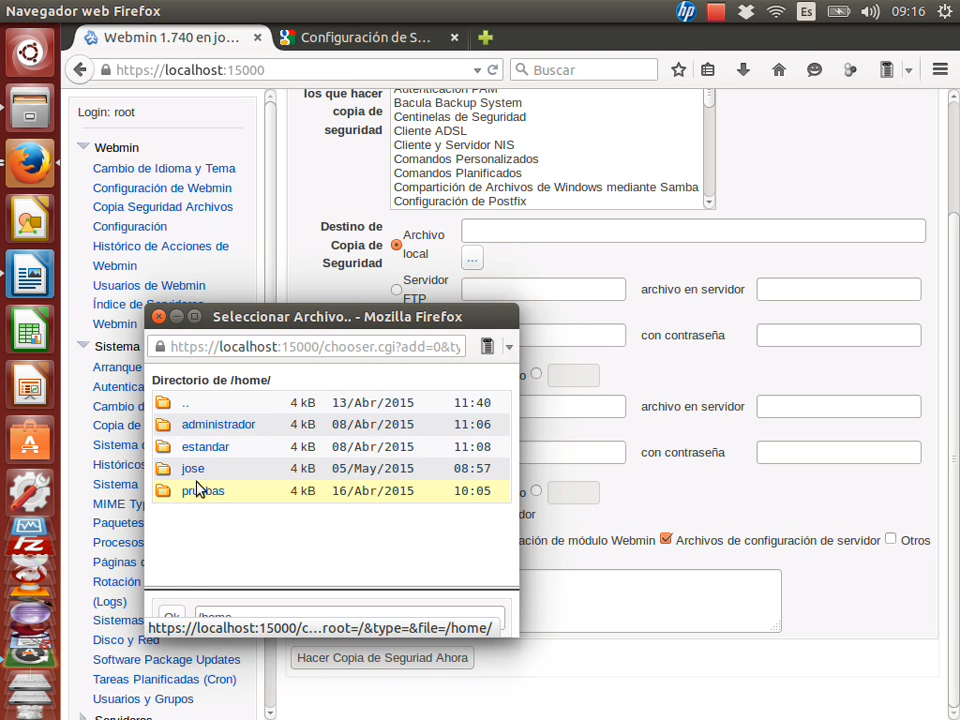 Navegador web Firefox
hp
Es
09:16
Webmin 1.740 en jo...
Configuración de S...
https://localhost:15000
Buscar
Login: root
Webmin
Cambio de Idioma y Tema
Configuración de Webmin
Copia Seguridad Archivos
Configuración
Histórico de Acciones de
Webmin
Usuarios de Webmin
Índice de Servidores
Webmin
Sistema
Arranque
Autentica
Cambio d
Copia de
Sistema d
Históricos
Sistema
MIME Ty
Paquetes
Procesos
Páginas
Rotación
(Logs)
Sistemas
Disco y Red
Software Package Updates
Tareas Planificadas (Cron)
Usuarios y Grupos
Servidores
los que hacer
copia de
seguridad
Autenticación PAM
Bacula Backup System
Centinelas de Seguridad
Cliente ADSL
Cliente y Servidor NIS
Comandos Personalizados
Comandos Planificados
Compartición de Archivos de Windows mediante Samba
Configuración de Postfix
Destino de
Copia de
Seguridad
Archivo
local
...
Servidor
FTP
archivo en servidor
con contraseña
o
archivo en servidor
con contraseña
o
dor
ación de módulo Webmin
Archivos de configuración de servidor
Otros
Hacer Copia de Seguriad Ahora
Seleccionar Archivo.. - Mozilla Firefox
https://localhost:15000/chooser.cgi?add=0&ty
Directorio de /home/
.. 4 kB 13/Abr/2015 11:40
administrador 4 kB 08/Abr/2015 11:06
estandar 4 kB 08/Abr/2015 11:08
jose 4 kB 05/May/2015 08:57
pruebas 4 kB 16/Abr/2015 10:05
Ok
/home
https://localhost:15000/c...root=/&type=&file=/home/